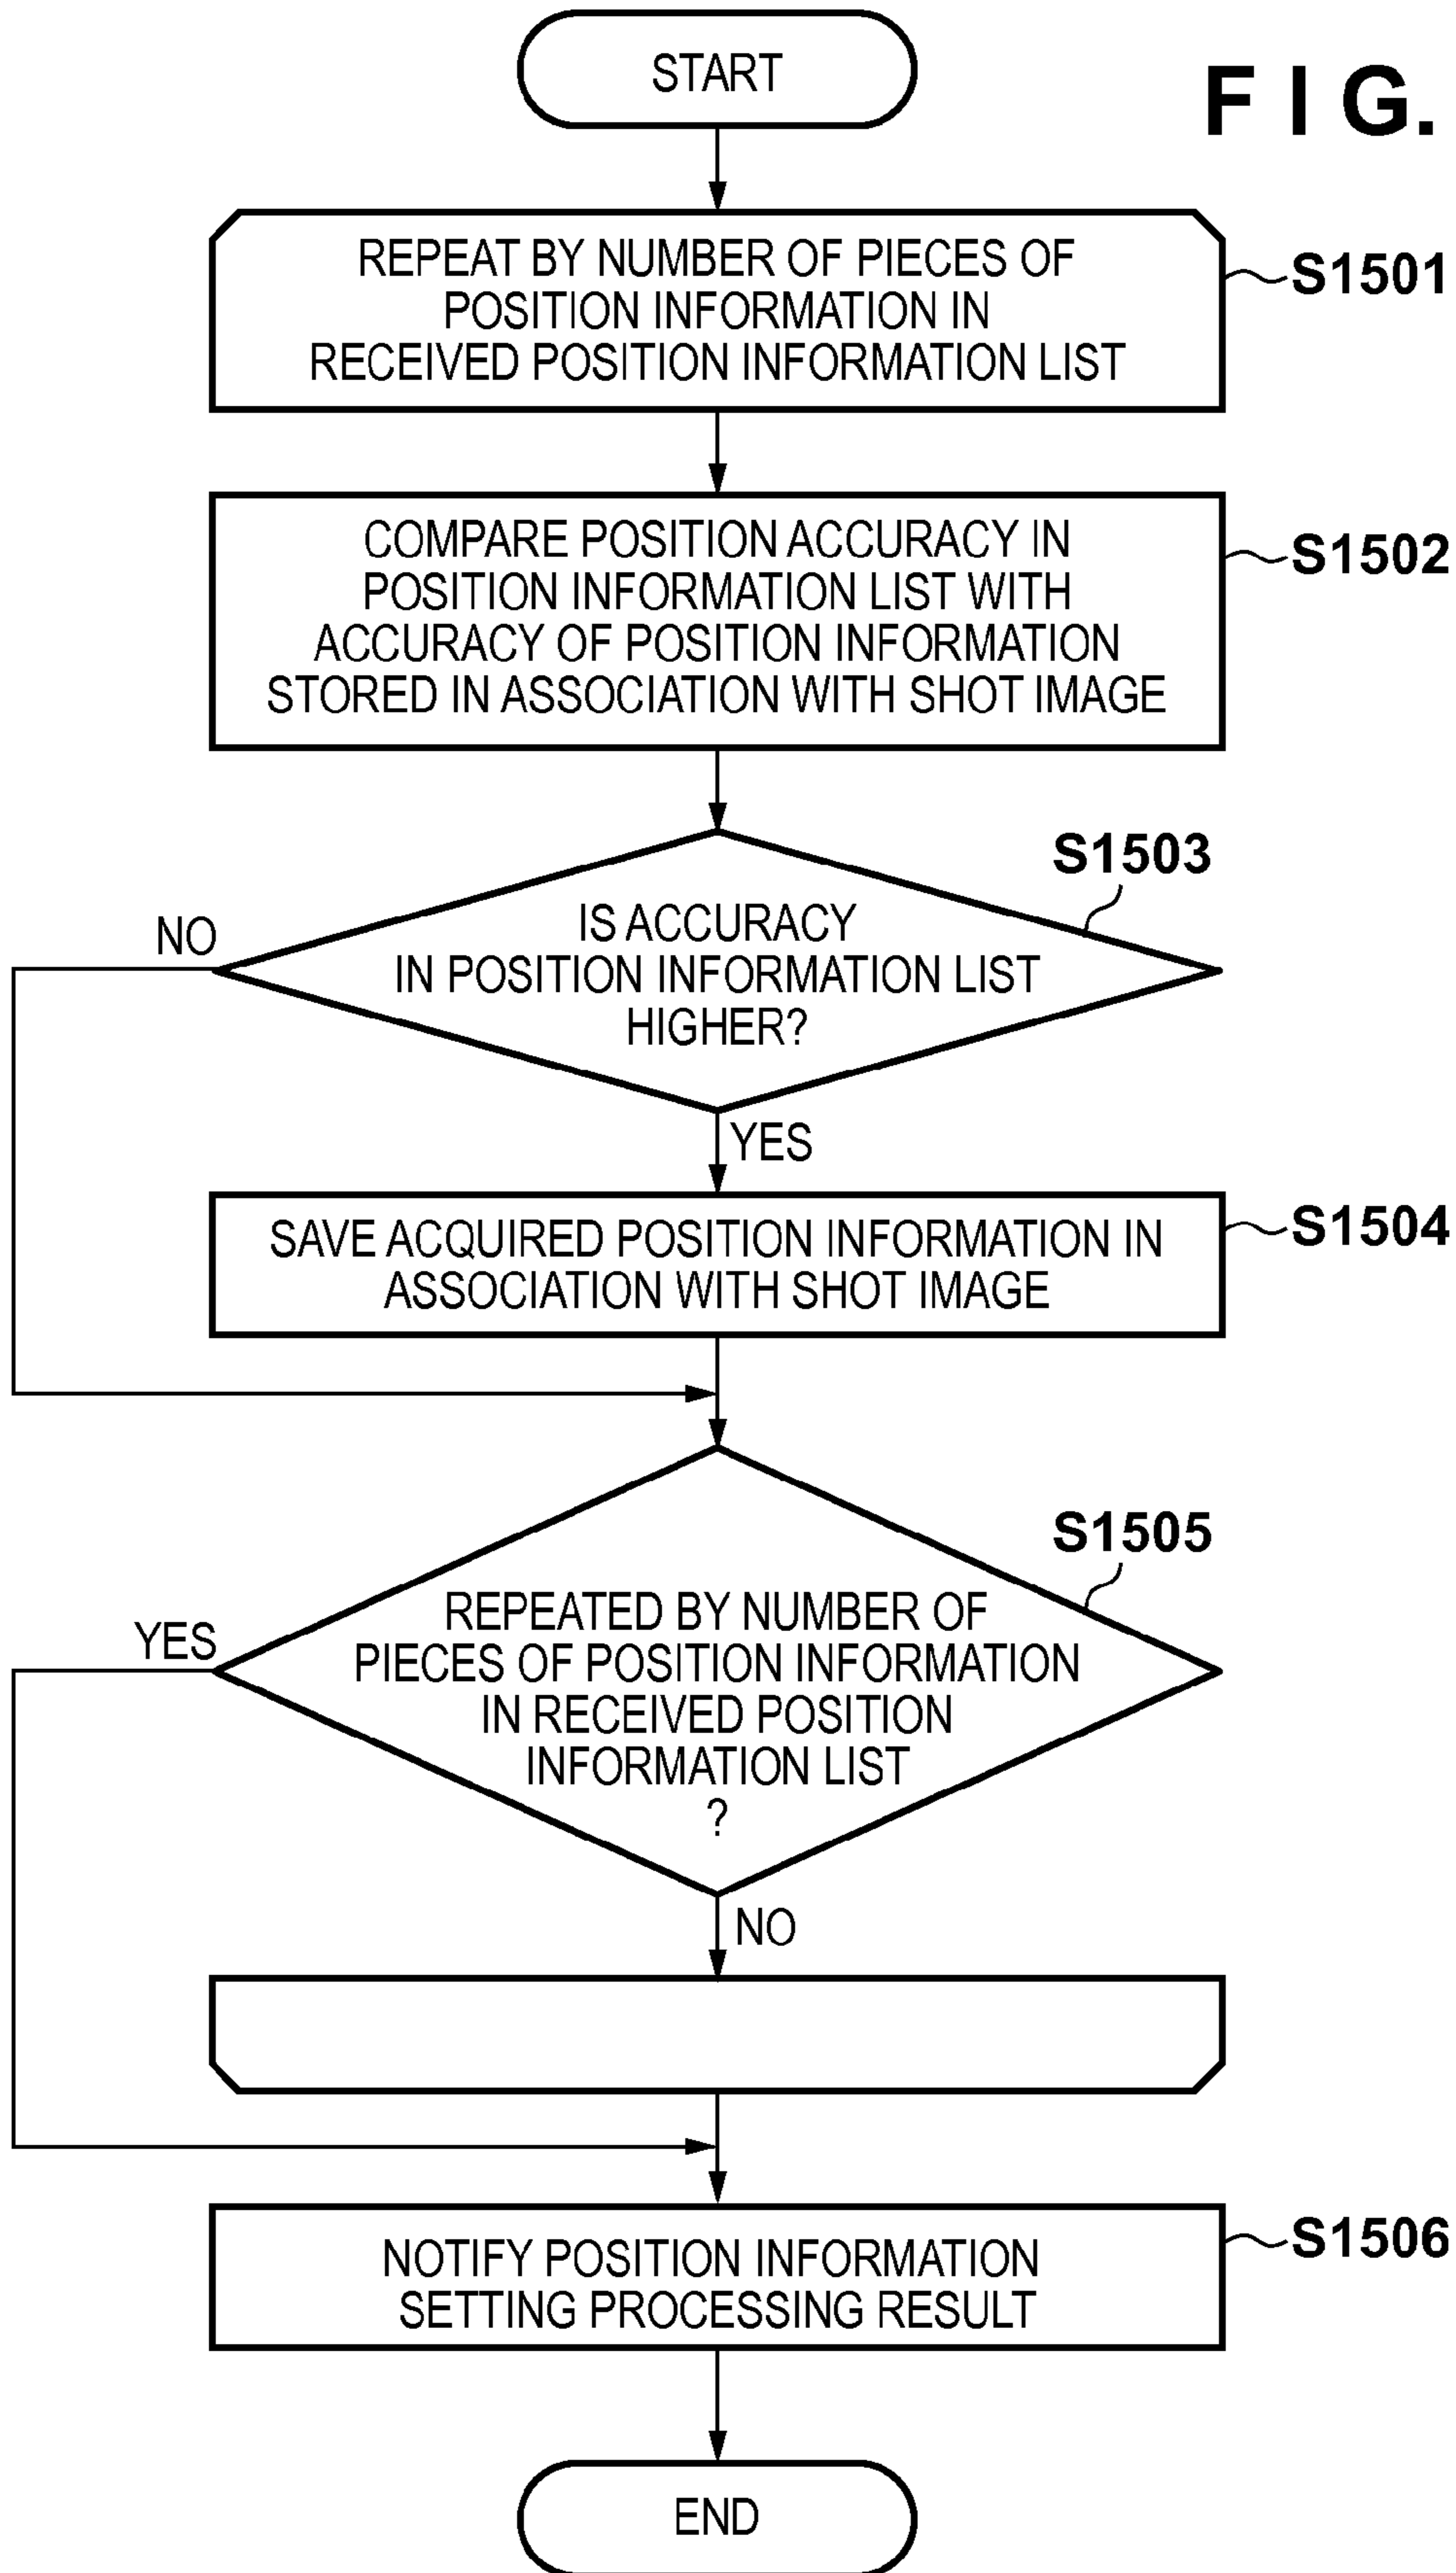 START
F I G.
REPEAT BY NUMBER OF PIECES OF
POSITION INFORMATION IN
RECEIVED POSITION INFORMATION LIST
S1501
COMPARE POSITION ACCURACY IN
POSITION INFORMATION LIST WITH
ACCURACY OF POSITION INFORMATION
STORED IN ASSOCIATION WITH SHOT IMAGE
S1502
S1503
NO
IS ACCURACY
IN POSITION INFORMATION LIST
HIGHER?
YES
SAVE ACQUIRED POSITION INFORMATION IN
ASSOCIATION WITH SHOT IMAGE
S1504
S1505
YES
REPEATED BY NUMBER OF
PIECES OF POSITION INFORMATION
IN RECEIVED POSITION
INFORMATION LIST
?
NO
NOTIFY POSITION INFORMATION
SETTING PROCESSING RESULT
S1506
END